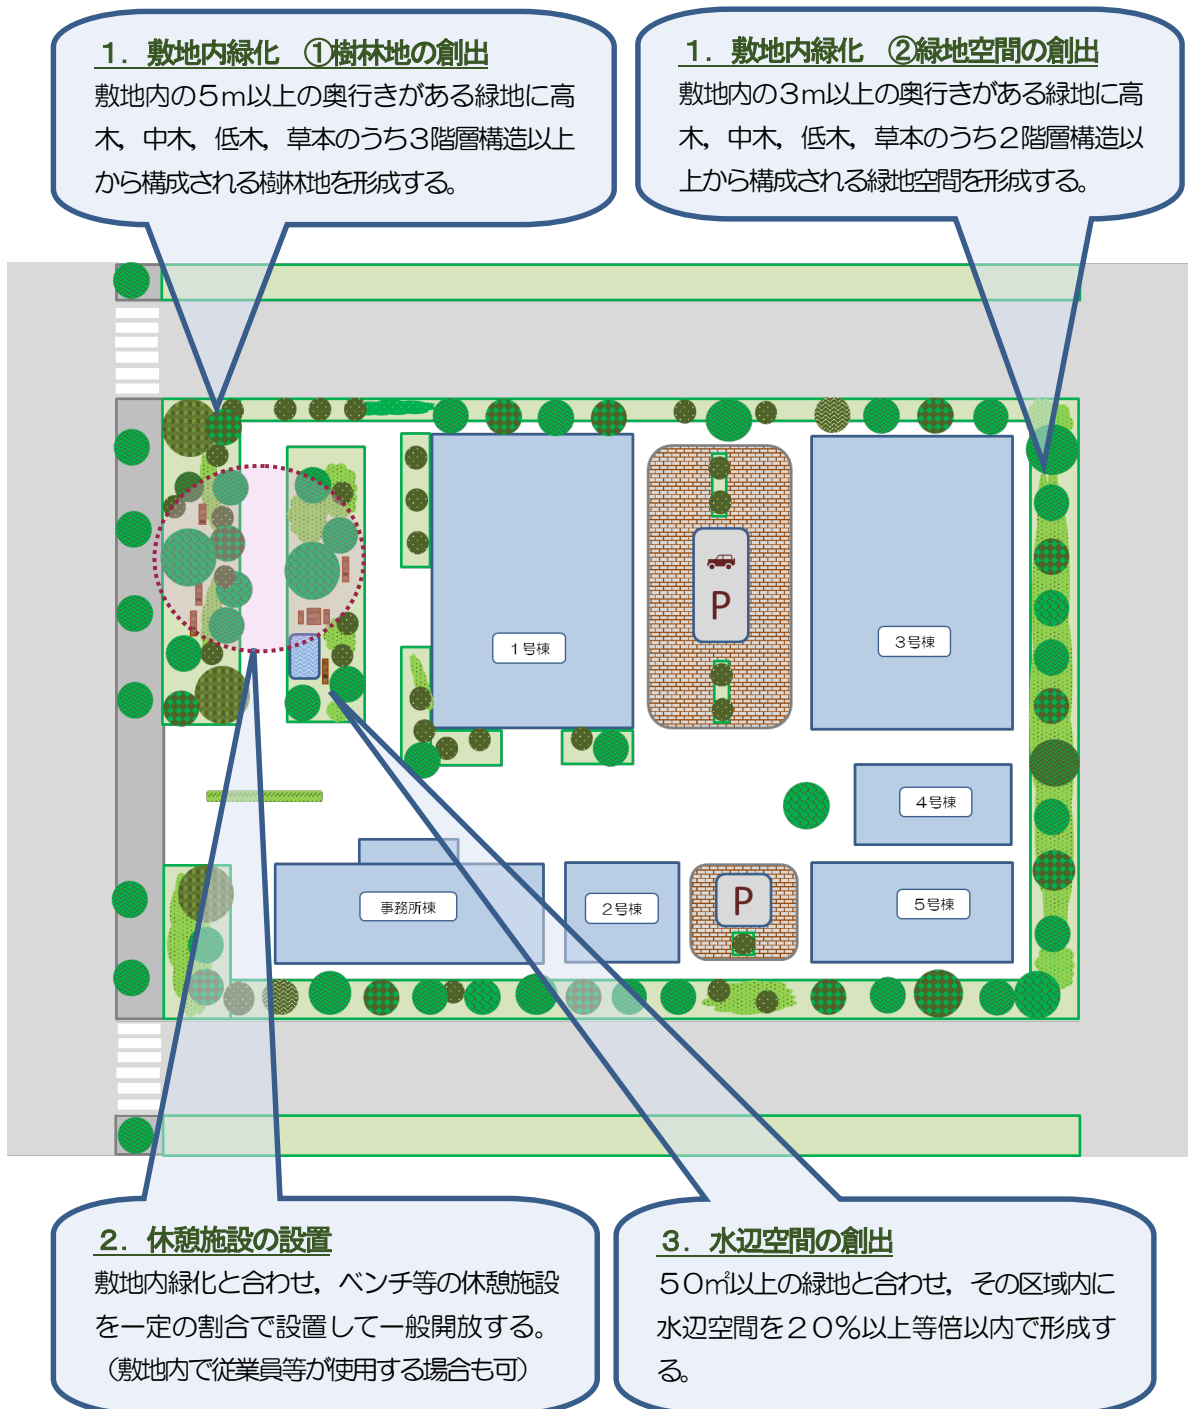 １．敷地内緑化　①樹林地の創出
敷地内の５ｍ以上の奥行きがある緑地に高
木，中木，低木，草本のうち３階層構造以上
から構成される樹林地を形成する。
１．敷地内緑化　②緑地空間の創出
敷地内の３ｍ以上の奥行きがある緑地に高
木，中木，低木，草本のうち２階層構造以
上から構成される緑地空間を形成する。
P
１号棟
３号棟
４号棟
事務所棟
２号棟
P
５号棟
２．休憩施設の設置
敷地内緑化と合わせ，ベンチ等の休憩施設
を一定の割合で設置して一般開放する。
（敷地内で従業員等が使用する場合も可）
３．水辺空間の創出
５０㎡以上の緑地と合わせ，その区域内に
水辺空間を２０％以上等倍以内で形成す
る。